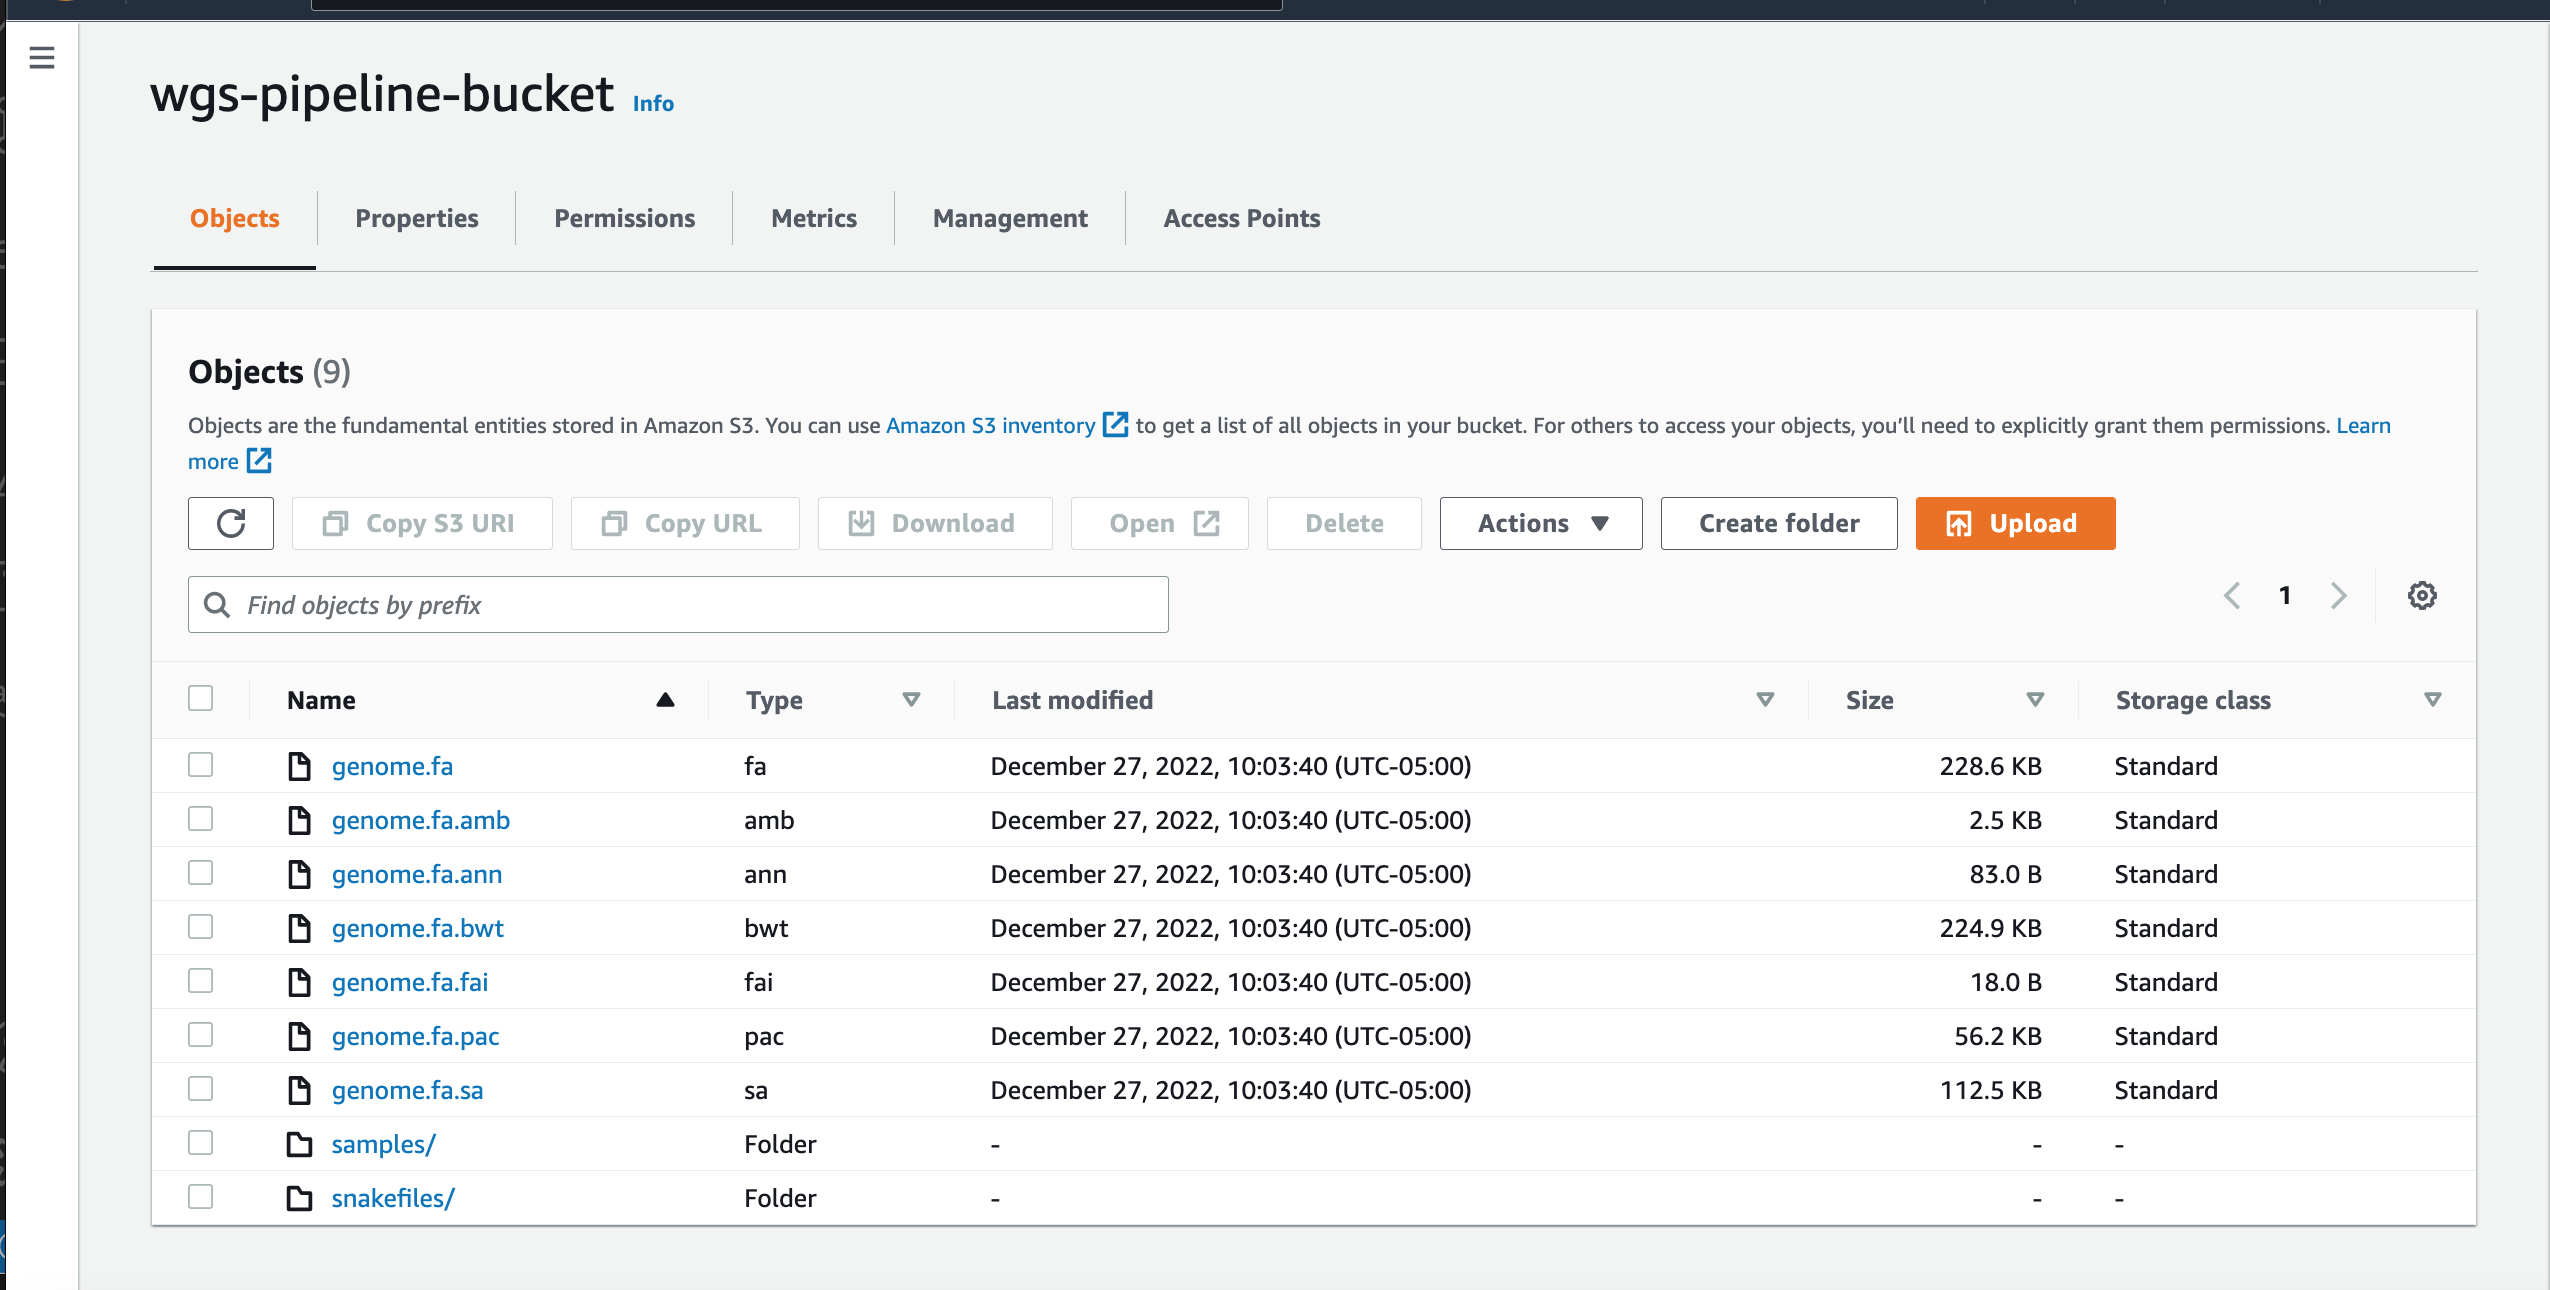 wgs-pipeline-bucket Info
Objects Properties Permissions Metrics Management Access Points
Objects (9)
Objects are the fundamental entities stored in Amazon S3. You can use Amazon S3 inventory to get a list of all objects in your bucket. For others to access your objects, you’ll need to explicitly grant them permissions. Learn
more
Copy S3 URI Copy URL Download Open Delete Actions Create folder Upload
Find objects by prefix 1
Name Type Last modified Size Storage class
genome.fa fa December 27, 2022, 10:03:40 (UTC-05:00) 228.6 KB Standard
genome.fa.amb amb December 27, 2022, 10:03:40 (UTC-05:00) 2.5 KB Standard
genome.fa.ann ann December 27, 2022, 10:03:40 (UTC-05:00) 83.0 B Standard
genome.fa.bwt bwt December 27, 2022, 10:03:40 (UTC-05:00) 224.9 KB Standard
genome.fa.fai fai December 27, 2022, 10:03:40 (UTC-05:00) 18.0 B Standard
genome.fa.pac pac December 27, 2022, 10:03:40 (UTC-05:00) 56.2 KB Standard
genome.fa.sa sa December 27, 2022, 10:03:40 (UTC-05:00) 112.5 KB Standard
samples/ Folder - - -
snakefiles/ Folder - - -